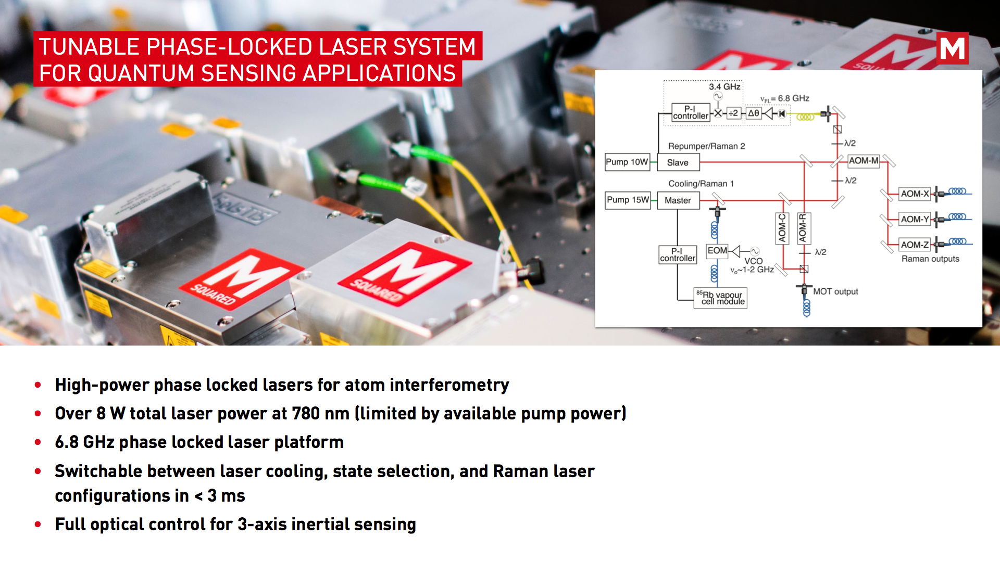 TUNABLE PHASE-LOCKED LASER SYSTEM
FOR QUANTUM SENSING APPLICATIONS
M
M
SQUARED
M
SQUARED
SolsTiS
3.4 GHz
νPL= 6.8 GHz
P-I
controller
÷2
Δθ
λ/2
Repumper/Raman 2
Pump 10W
Slave
AOM-M
λ/2
Cooling/Raman 1
Pump 15W
Master
AOM-X
AOM-C
AOM-R
AOM-Y
AOM-Z
Raman outputs
P-I
controller
EOM
VCO
νo~1-2 GHz
λ/2
MOT output
85Rb vapour
cell module
• High-power phase locked lasers for atom interferometry
• Over 8 W total laser power at 780 nm (limited by available pump power)
• 6.8 GHz phase locked laser platform
• Switchable between laser cooling, state selection, and Raman laser
configurations in < 3 ms
• Full optical control for 3-axis inertial sensing